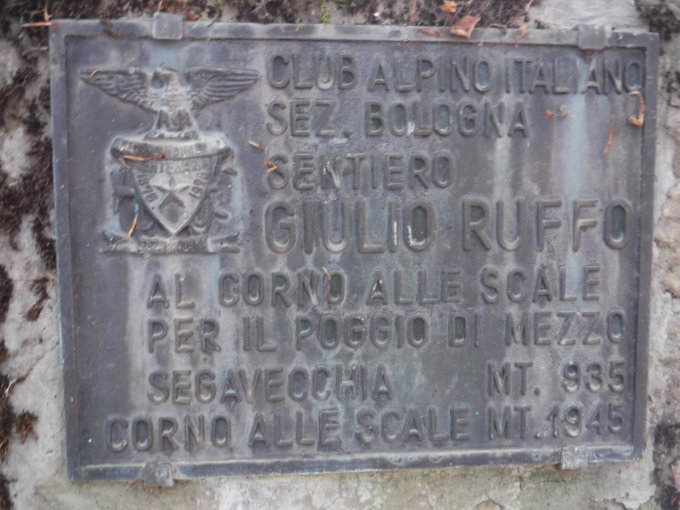 CLUB ALPINO ITALIANO
SEZ. BOLOGNA
SENTIERO
GIULIO RUFFO
AL CORNO ALLE SCALE
PER IL POGGIO DI MEZZO
SEGAVECCHIA MT. 935
CORNO ALLE SCALE MT. 1945